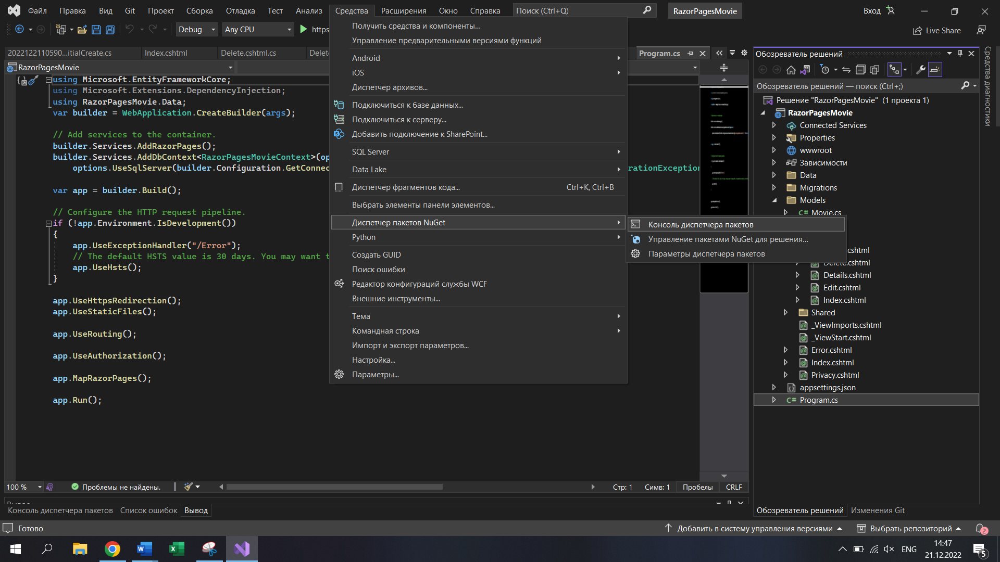 Файл Правка Вид Git Проект Сборка Отладка Тест Анализ Средства Расширения Окно Справка Поиск (Ctrl+Q) RazorPagesMovie Вход
Debug Any CPU https Live Share
2022122110590...itialCreate.cs Index.cshtml Delete.cshtml.cs Delet Program.cs
RazorPagesMovie
using Microsoft.EntityFrameworkCore;
using Microsoft.Extensions.DependencyInjection;
using RazorPagesMovie.Data;
var builder = WebApplication.CreateBuilder(args);
// Add services to the container.
builder.Services.AddRazorPages();
builder.Services.AddDbContext<RazorPagesMovieContext>(op
options.UseSqlServer(builder.Configuration.GetConnec rationException
var app = builder.Build();
// Configure the HTTP request pipeline.
if (!app.Environment.IsDevelopment())
{
app.UseExceptionHandler("/Error");
// The default HSTS value is 30 days. You may want t
app.UseHsts();
}
app.UseHttpsRedirection();
app.UseStaticFiles();
app.UseRouting();
app.UseAuthorization();
app.MapRazorPages();
app.Run();
Получить средства и компоненты...
Управление предварительными версиями функций
Android
iOS
Диспетчер архивов...
Подключиться к базе данных...
Подключиться к серверу...
Добавить подключение к SharePoint...
SQL Server
Data Lake
Диспетчер фрагментов кода... Ctrl+K, Ctrl+B
Выбрать элементы панели элементов...
Диспетчер пакетов NuGet
Python
Создать GUID
Поиск ошибки
Редактор конфигураций службы WCF
Внешние инструменты...
Тема
Командная строка
Импорт и экспорт параметров...
Настройка...
Параметры...
Консоль диспетчера пакетов
Управление пакетами NuGet для решения...
Параметры диспетчера пакетов
Обозреватель решений
Обозреватель решений — поиск (Ctrl+;)
Решение "RazorPagesMovie" (1 проекта 1)
RazorPagesMovie
Connected Services
Properties
wwwroot
Зависимости
Data
Migrations
Models
Movie.cs
.cshtml
Delete.cshtml
Details.cshtml
Edit.cshtml
Index.cshtml
Shared
_ViewImports.cshtml
_ViewStart.cshtml
Error.cshtml
Index.cshtml
Privacy.cshtml
appsettings.json
Program.cs
Средства диагностики
100 % Проблемы не найдены. Стр: 1 Симв: 1 Пробелы CRLF
Консоль диспетчера пакетов Список ошибок Вывод
Обозреватель решений Изменения Git
Готово Добавить в систему управления версиями Выбрать репозиторий 2
ENG 14:47
21.12.2022 5